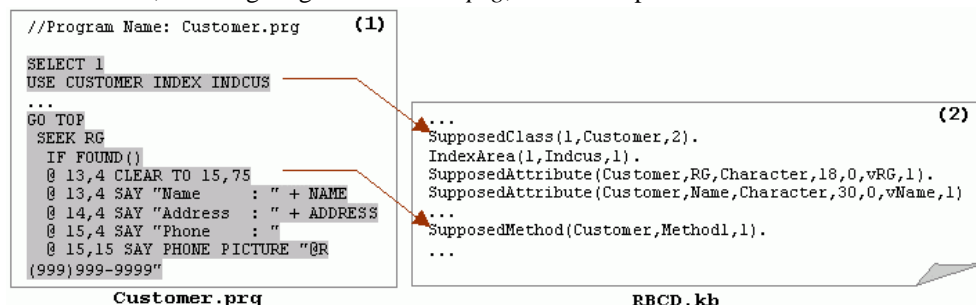 //Program Name: Customer.prg (1)
SELECT 1
USE CUSTOMER INDEX INDCUS
...
GO TOP
SEEK RG
IF FOUND()
@ 13,4 CLEAR TO 15,75
@ 13,4 SAY "Name : " + NAME
@ 14,4 SAY "Address : " + ADDRESS
@ 15,4 SAY "Phone : "
@ 15,15 SAY PHONE PICTURE "@R
(999)999-9999"
Customer.prg
(2)
...
SupposedClass(1,Customer,2).
IndexArea(1,Indcus,1).
SupposedAttribute(Customer,RG,Character,18,0,vRG,1).
SupposedAttribute(Customer,Name,Character,30,0,vName,1)
...
SupposedMethod(Customer,Method1,1).
...
RBCD.kb